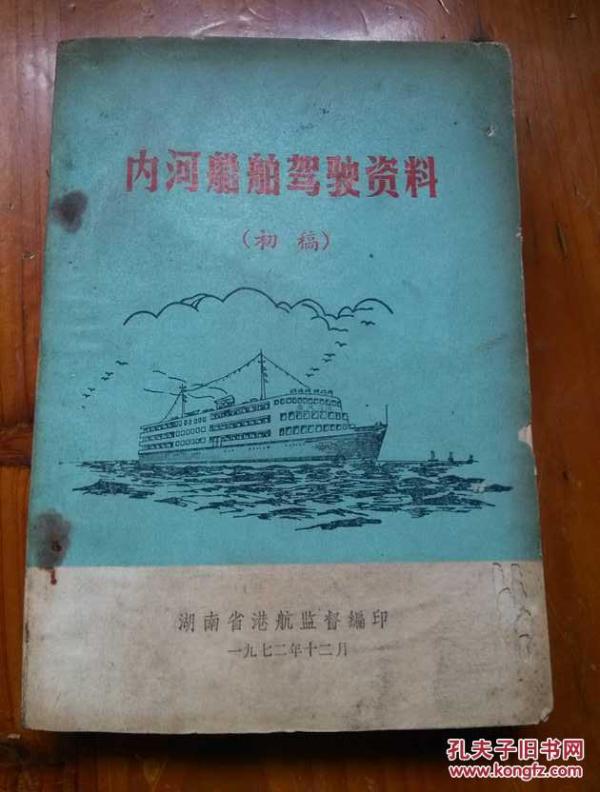 内河船舶驾驶资料
（初稿）
湖南省港航监督编印
一九七二年十二月
孔夫子旧书网
www.kongfz.com